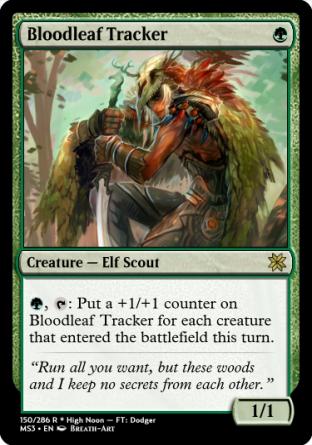 Bloodleaf Tracker
Creature — Elf Scout
, : Put a +1/+1 counter on
Bloodleaf Tracker for each creature
that entered the battlefield this turn.
“Run all you want, but these woods
and I keep no secrets from each other.”
1/1
150/286 R * High Noon — FT: Dodger
MS3 • EN Breath-Art